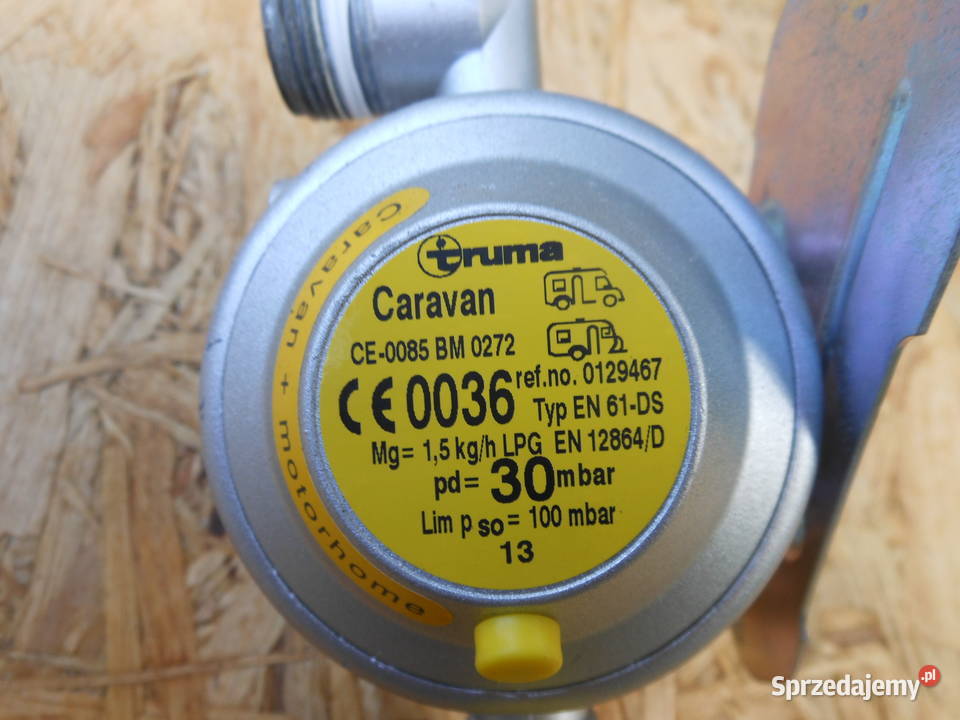 truma
Caravan
CE-0085 BM 0272
CE 0036 ref.no. 0129467
Typ EN 61-DS
Mg= 1,5 kg/h LPG EN 12864/D
pd= 30 mbar
Lim p so = 100 mbar
13
Caravan + motorhome
Sprzedajemy.pl